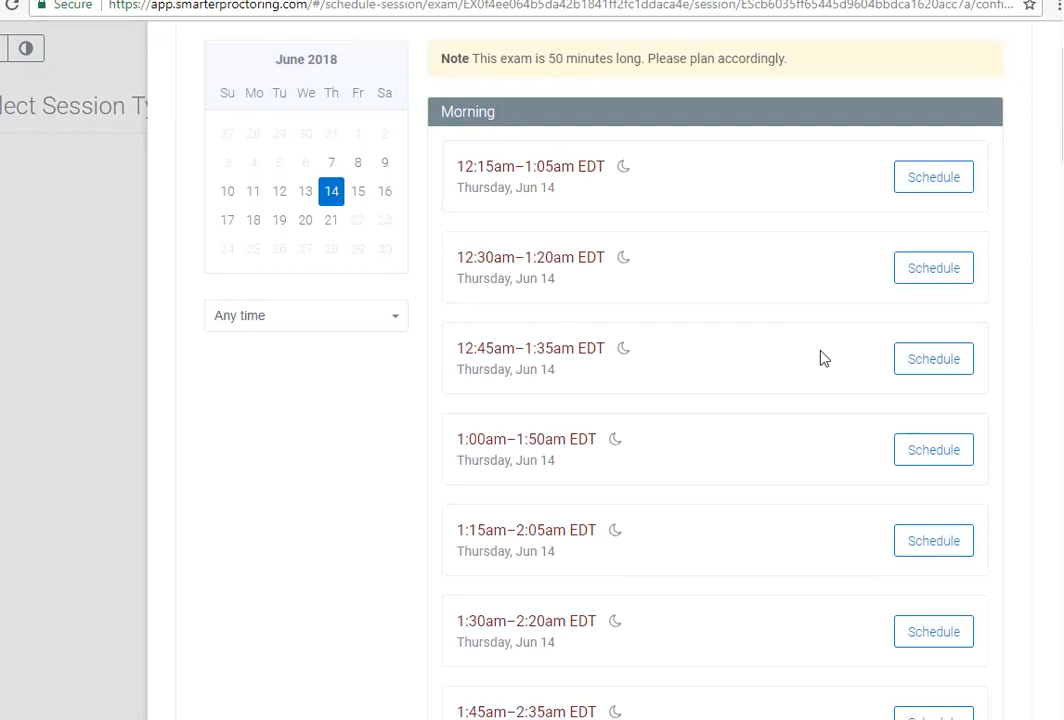 Secure
https://app.smarterproctoring.com/#/schedule-session/exam/EX0f4ee064b5da42b1841ff2fc1ddaca4e/session/EScb6035ff65445d9604bbdca1620acc7a/confi...
lect Session Ty
June 2018
Su Mo Tu We Th Fr Sa
27 28 29 30 31 1 2
3 4 5 6 7 8 9
10 11 12 13 14 15 16
17 18 19 20 21 22 23
24 25 26 27 28 29 30
Any time
Note This exam is 50 minutes long. Please plan accordingly.
Morning
12:15am–1:05am EDT
Thursday, Jun 14
Schedule
12:30am–1:20am EDT
Thursday, Jun 14
Schedule
12:45am–1:35am EDT
Thursday, Jun 14
Schedule
1:00am–1:50am EDT
Thursday, Jun 14
Schedule
1:15am–2:05am EDT
Thursday, Jun 14
Schedule
1:30am–2:20am EDT
Thursday, Jun 14
Schedule
1:45am–2:35am EDT